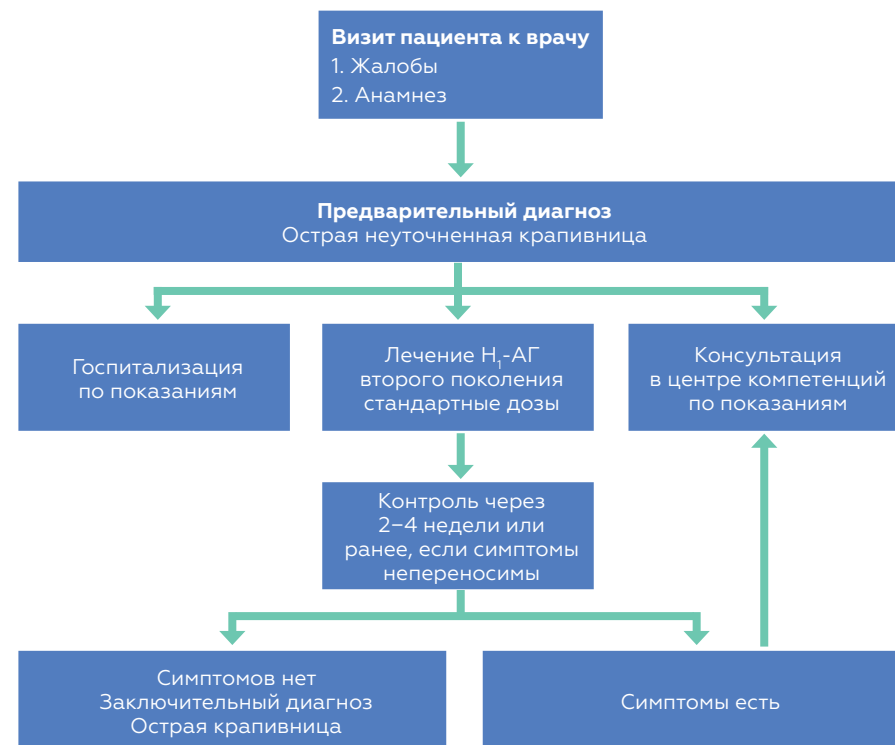 Визит пациента к врачу
1. Жалобы
2. Анамнез
Предварительный диагноз
Острая неуточненная крапивница
Госпитализация
по показаниям
Лечение H₁-АГ
второго поколения
стандартные дозы
Консультация
в центре компетенций
по показаниям
Контроль через
2–4 недели или
ранее, если симптомы
непереносимы
Симптомов нет
Заключительный диагноз
Острая крапивница
Симптомы есть